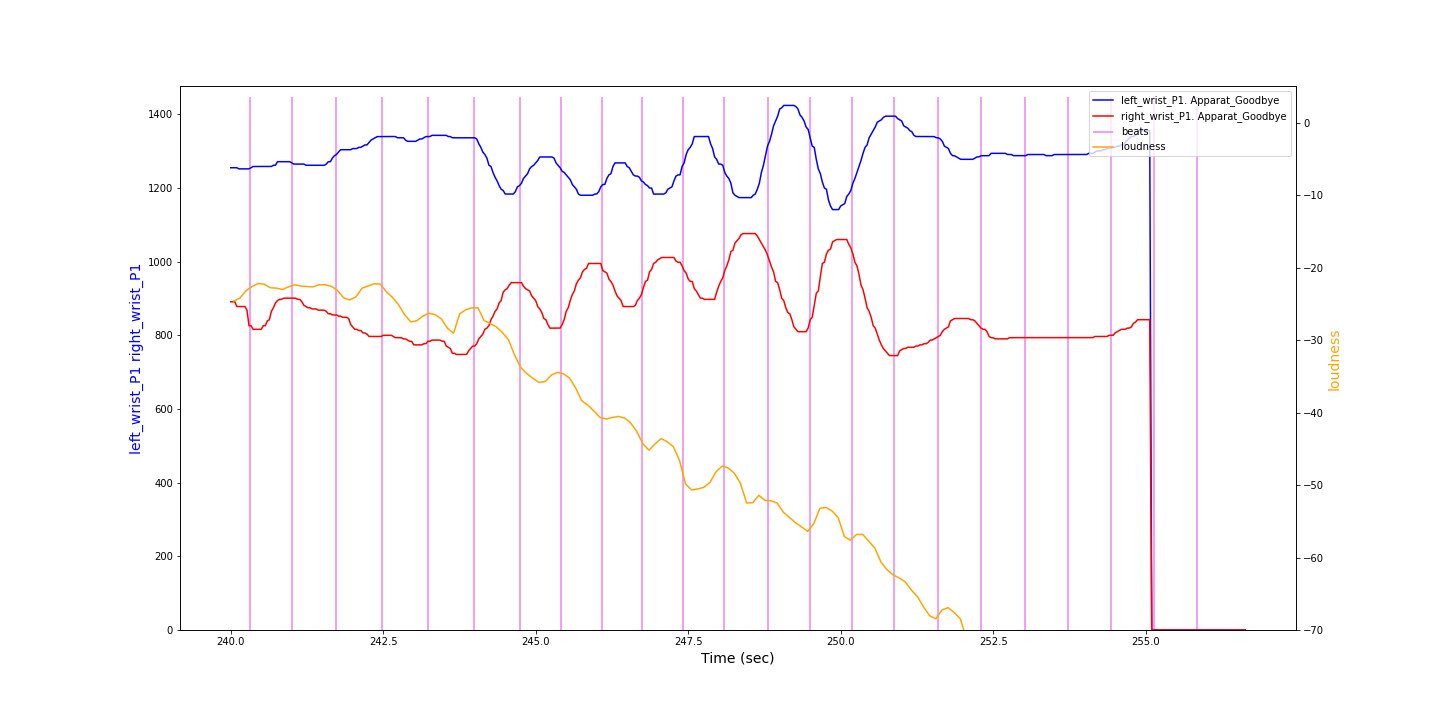 left_wrist_P1. Apparat_Goodbye
right_wrist_P1. Apparat_Goodbye
beats
loudness
1400
1200
1000
800
600
400
200
0
left_wrist_P1 right_wrist_P1
0
−10
−20
−30
−40
−50
−60
−70
loudness
240.0 242.5 245.0 247.5 250.0 252.5 255.0
Time (sec)